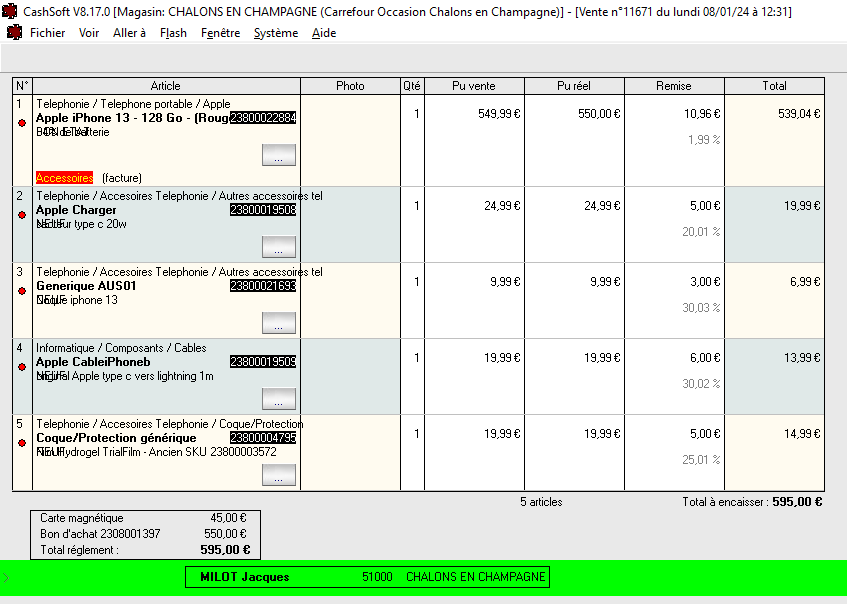 CashSoft V8.17.0 [Magasin: CHALONS EN CHAMPAGNE (Carrefour Occasion Chalons en Champagne)] - [Vente n°11671 du lundi 08/01/24 à 12:31]
Fichier Voir Aller à Flash Fenêtre Système Aide
N° Article Photo Qté Pu vente Pu réel Remise Total
1 Telephonie / Telephone portable / Apple
Apple iPhone 13 - 128 Go - (Roug 23800022884 1 549,99 € 550,00 € 10,96 € 539,04 €
batterie
1,99 %
...
Accessoires (facture)
2 Telephonie / Accesoires Telephonie / Autres accessoires tel
Apple Charger 23800019508 1 24,99 € 24,99 € 5,00 € 19,99 €
type c 20w
20,01 %
...
3 Telephonie / Accesoires Telephonie / Autres accessoires tel
Generique AUS01 23800021693 1 9,99 € 9,99 € 3,00 € 6,99 €
iphone 13
30,03 %
...
4 Informatique / Composants / Cables
Apple CableiPhoneb 23800019509 1 19,99 € 19,99 € 6,00 € 13,99 €
Apple type c vers lightning 1m
30,02 %
...
5 Telephonie / Accesoires Telephonie / Coque/Protection
Coque/Protection générique 23800004795 1 19,99 € 19,99 € 5,00 € 14,99 €
Hydrogel TrialFilm - Ancien SKU 23800003572
25,01 %
...
5 articles Total à encaisser : 595,00 €
Carte magnétique 45,00 €
Bon d'achat 2308001397 550,00 €
Total réglement : 595,00 €
MILOT Jacques 51000 CHALONS EN CHAMPAGNE